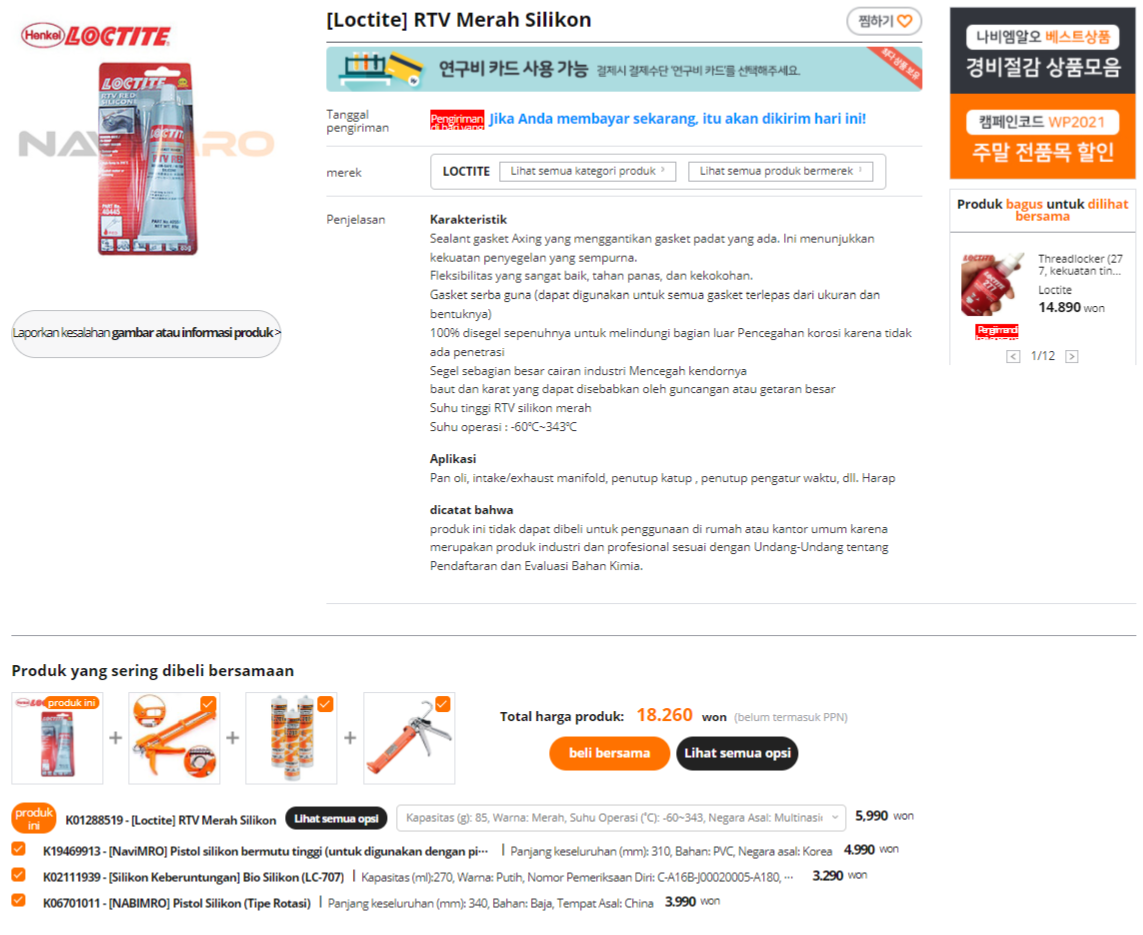 Henkel LOCTITE
LOCTITE
RTV RED
SILICONE
LOCTITE
RTV RED
[Loctite] RTV Merah Silikon
찜하기
연구비 카드 사용 가능 결제시 결제수단 '연구비 카드'를 선택해주세요.
Tanggal
pengiriman
Pengiriman
di hari yang
Jika Anda membayar sekarang, itu akan dikirim hari ini!
merek
LOCTITE
Lihat semua kategori produk >
Lihat semua produk bermerek
Penjelasan
Karakteristik
Sealant gasket Axing yang menggantikan gasket padat yang ada. Ini menunjukkan
kekuatan penyegelan yang sempurna.
Fleksibilitas yang sangat baik, tahan panas, dan kekokohan.
Gasket serba guna (dapat digunakan untuk semua gasket terlepas dari ukuran dan
bentuknya)
100% disegel sepenuhnya untuk melindungi bagian luar Pencegahan korosi karena tidak
ada penetrasi
Segel sebagian besar cairan industri Mencegah kendornya
baut dan karat yang dapat disebabkan oleh guncangan atau getaran besar
Suhu tinggi RTV silikon merah
Suhu operasi : -60℃~343℃
Aplikasi
Pan oli, intake/exhaust manifold, penutup katup , penutup pengatur waktu, dll. Harap
dicatat bahwa
produk ini tidak dapat dibeli untuk penggunaan di rumah atau kantor umum karena
merupakan produk industri dan profesional sesuai dengan Undang-Undang tentang
Pendaftaran dan Evaluasi Bahan Kimia.
Laporkan kesalahan gambar atau informasi produk >
나비엠알오 베스트상품
경비절감 상품모음
캠페인코드 WP2021
주말 전품목 할인
Produk bagus untuk dilihat
bersama
Threadlocker (27
7, kekuatan tin...
Loctite
14.890 won
< 1/12 >
Produk yang sering dibeli bersamaan
produk ini
+ + +
Total harga produk: 18.260 won (belum termasuk PPN)
beli bersama
Lihat semua opsi
produk
ini
K01288519 - [Loctite] RTV Merah Silikon
Lihat semua opsi
Kapasitas (g): 85, Warna: Merah, Suhu Operasi (˚C): -60~343, Negara Asal: Multinasi
5,990 won
K19469913 - [NaviMRO] Pistol silikon bermutu tinggi (untuk digunakan dengan pi··· | Panjang keseluruhan (mm): 310, Bahan: PVC, Negara asal: Korea 4.990 won
K02111939 - [Silikon Keberuntungan] Bio Silikon (LC-707) | Kapasitas (ml):270, Warna: Putih, Nomor Pemeriksaan Diri: C-A16B-J00020005-A180, ··· 3.290 won
K06701011 - [NABIMRO] Pistol Silikon (Tipe Rotasi) | Panjang keseluruhan (mm): 340, Bahan: Baja, Tempat Asal: China 3.990 won